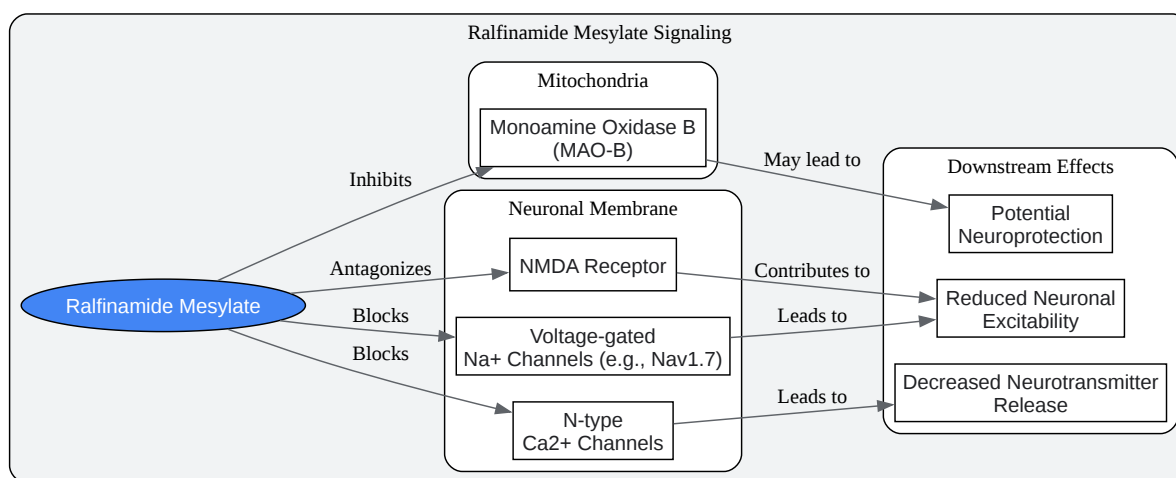 Ralfinamide Mesylate Signaling
Mitochondria
Monoamine Oxidase B
(MAO-B)
Inhibits
May lead to
Downstream Effects
Potential
Neuroprotection
Neuronal Membrane
Antagonizes
NMDA Receptor
Contributes to
Ralfinamide Mesylate
Reduced Neuronal
Excitability
Blocks
Voltage-gated
Na+ Channels (e.g., Nav1.7)
Leads to
Blocks
N-type
Ca2+ Channels
Leads to
Decreased Neurotransmitter
Release